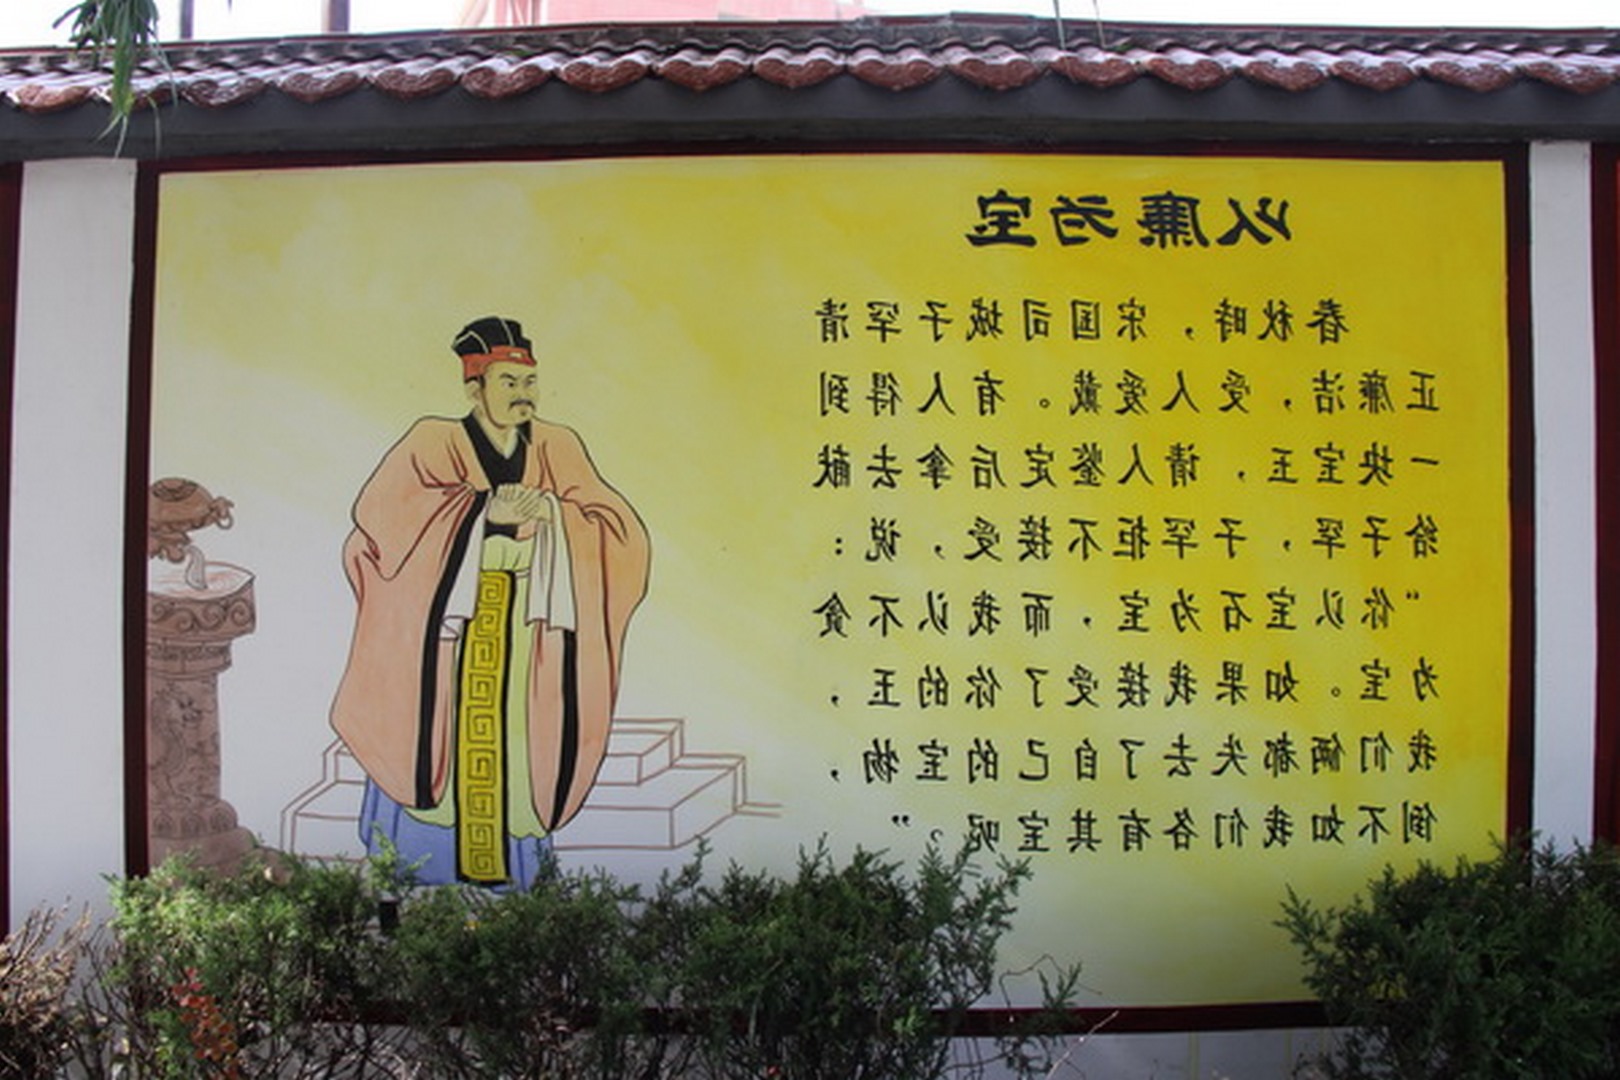 以廉为宝
春秋時，宋国司城子罕清
正廉洁，受人爱戴。有人得到
一块宝玉，请人鉴定后拿去献
给子罕，子罕拒不接受，说：
“你以宝石为宝，而我以不贪
为宝。如果我接受了你的玉，
我们俩都失去了自己的宝物，
倒不如我们各有其宝呢？”